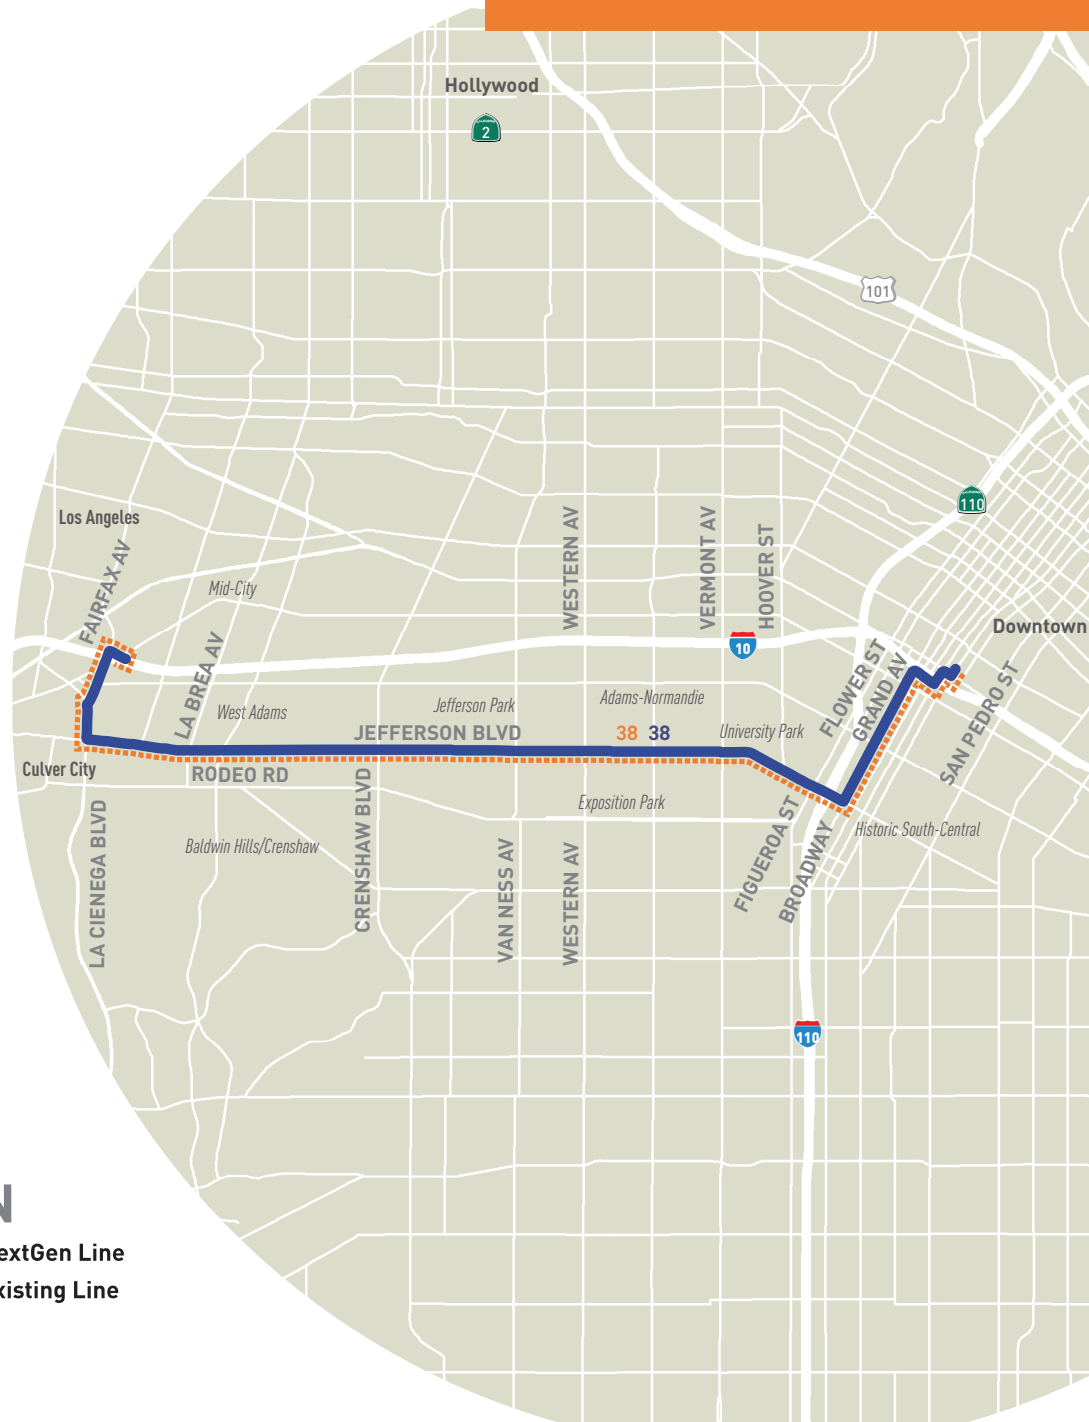 Hollywood
2
101
110
Los Angeles
FAIRFAX AV
Mid-City
WESTERN AV
VERMONT AV
HOOVER ST
10
Downtown
LA BREA AV
West Adams
Jefferson Park
Adams-Normandie
FLOWER ST
GRAND AV
SAN PEDRO ST
JEFFERSON BLVD
38 38
University Park
Culver City
RODEO RD
Exposition Park
Historic South-Central
LA CIENEGA BLVD
Baldwin Hills/Crenshaw
CRENSHAW BLVD
VAN NESS AV
WESTERN AV
FIGUEROA ST
BROADWAY
110
N
extGen Line
xisting Line